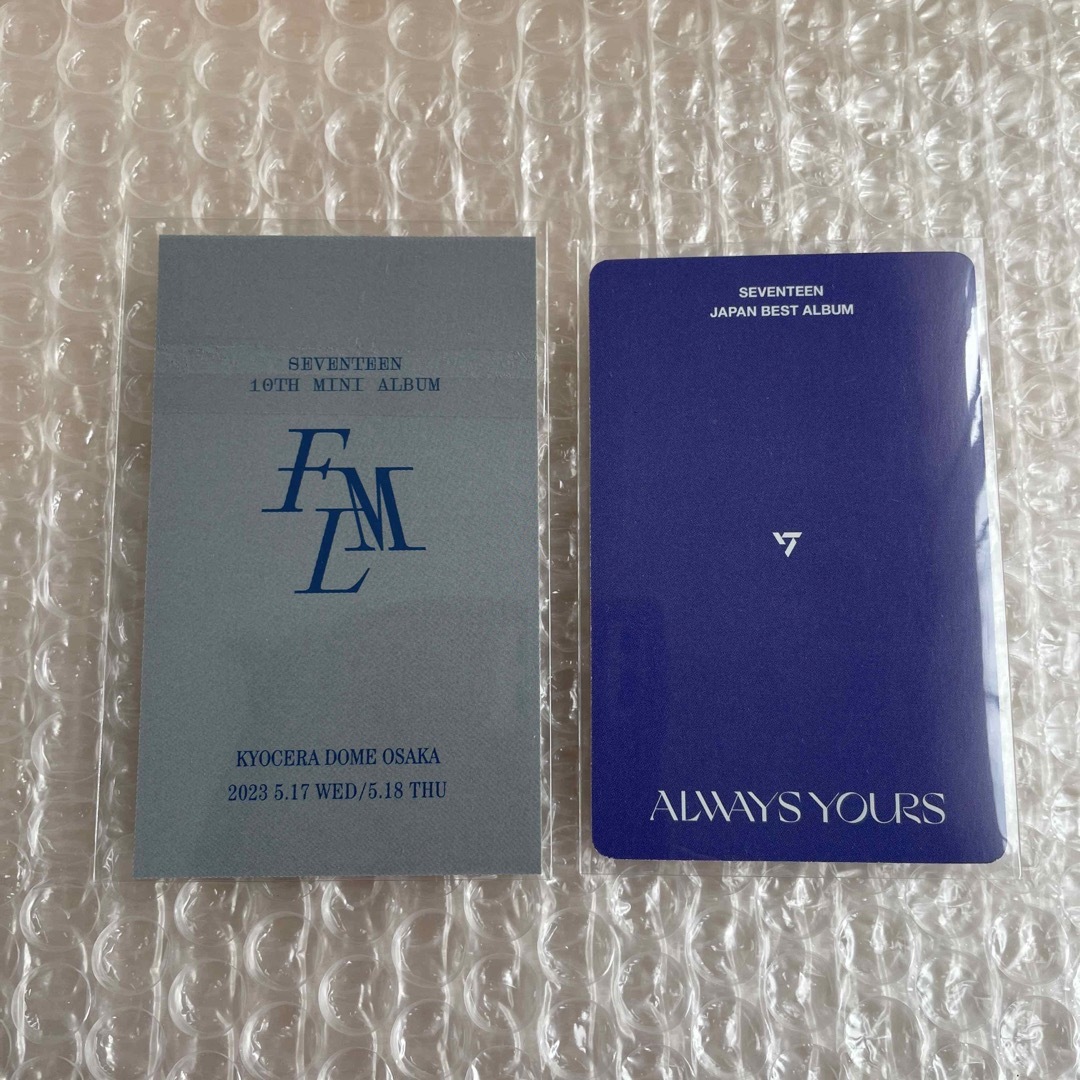 SEVENTEEN
10TH MINI ALBUM
FML
KYOCERA DOME OSAKA
2023 5.17 WED/5.18 THU
SEVENTEEN
JAPAN BEST ALBUM
ALWAYS YOURS